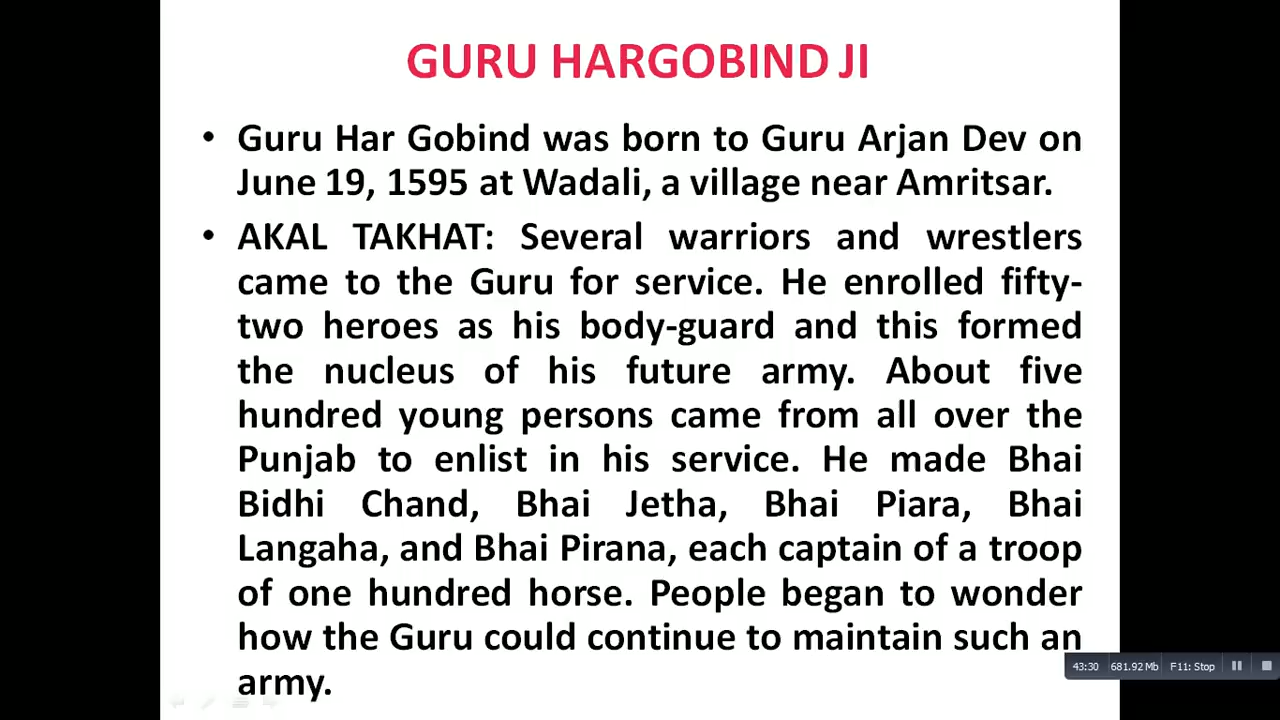 GURU HARGOBIND JI
• Guru Har Gobind was born to Guru Arjan Dev on
June 19, 1595 at Wadali, a village near Amritsar.
• AKAL TAKHAT: Several warriors and wrestlers
came to the Guru for service. He enrolled fifty-
two heroes as his body-guard and this formed
the nucleus of his future army. About five
hundred young persons came from all over the
Punjab to enlist in his service. He made Bhai
Bidhi Chand, Bhai Jetha, Bhai Piara, Bhai
Langaha, and Bhai Pirana, each captain of a troop
of one hundred horse. People began to wonder
how the Guru could continue to maintain such an
army.
43:30 681.92 Mb F11: Stop